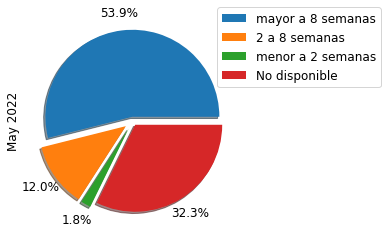 53.9%
mayor a 8 semanas
2 a 8 semanas
menor a 2 semanas
No disponible
May 2022
12.0%
1.8%
32.3%